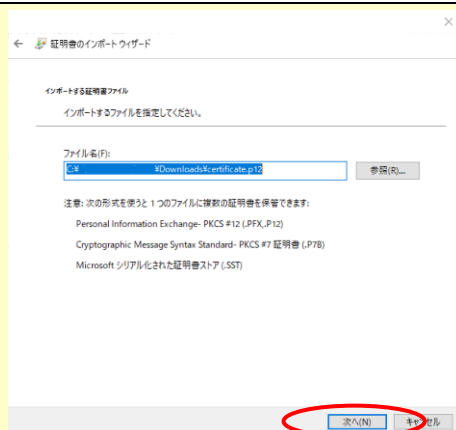 証明書のインポート ウィザード
インポートする証明書ファイル
インポートするファイルを指定してください。
ファイル名(F):
C:¥ ¥Downloads¥certificate.p12 参照(R)...
注意: 次の形式を使うと 1 つのファイルに複数の証明書を保管できます:
Personal Information Exchange- PKCS #12 (.PFX,.P12)
Cryptographic Message Syntax Standard- PKCS #7 証明書 (.P7B)
Microsoft シリアル化された証明書ストア (.SST)
次へ(N) キャンセル